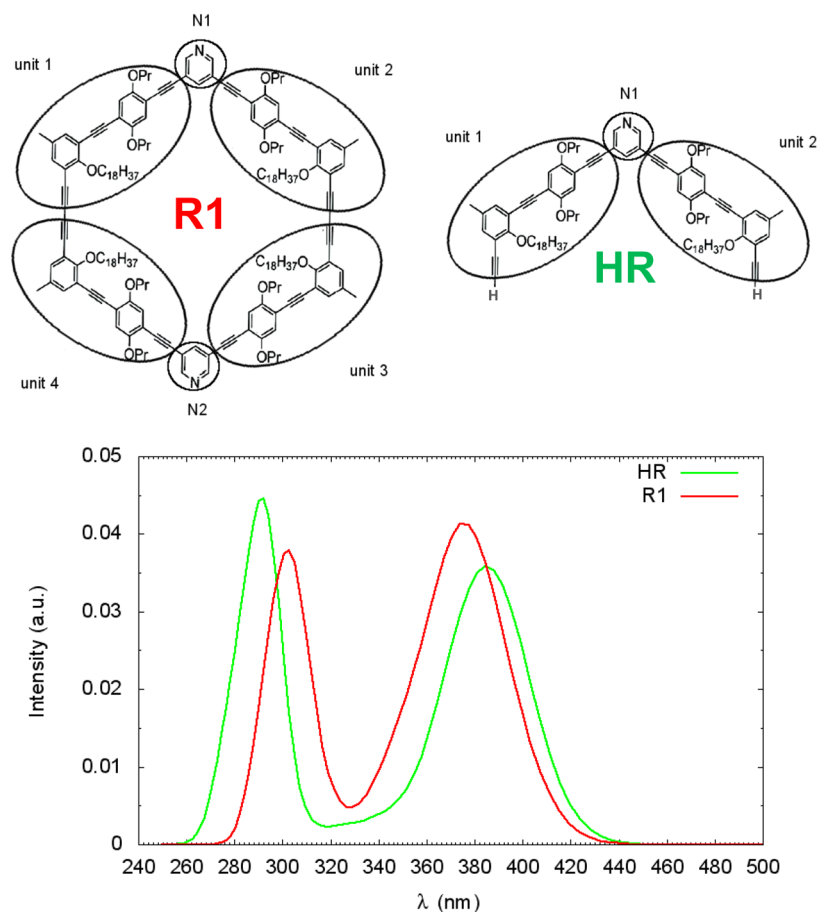 N1
unit 1
unit 2
N
OPr
OPr
OPr
OPr
OC18H37
C18H37O
R1
OC18H37
C18H37O
OPr
OPr
OPr
OPr
N
unit 4
unit 3
N2
N1
unit 1
unit 2
N
OPr
OPr
OPr
OPr
OC18H37
C18H37O
HR
H
H
0.05
0.04
0.03
0.02
0.01
0
Intensity (a.u.)
HR
R1
240 260 280 300 320 340 360 380 400 420 440 460 480 500
λ (nm)